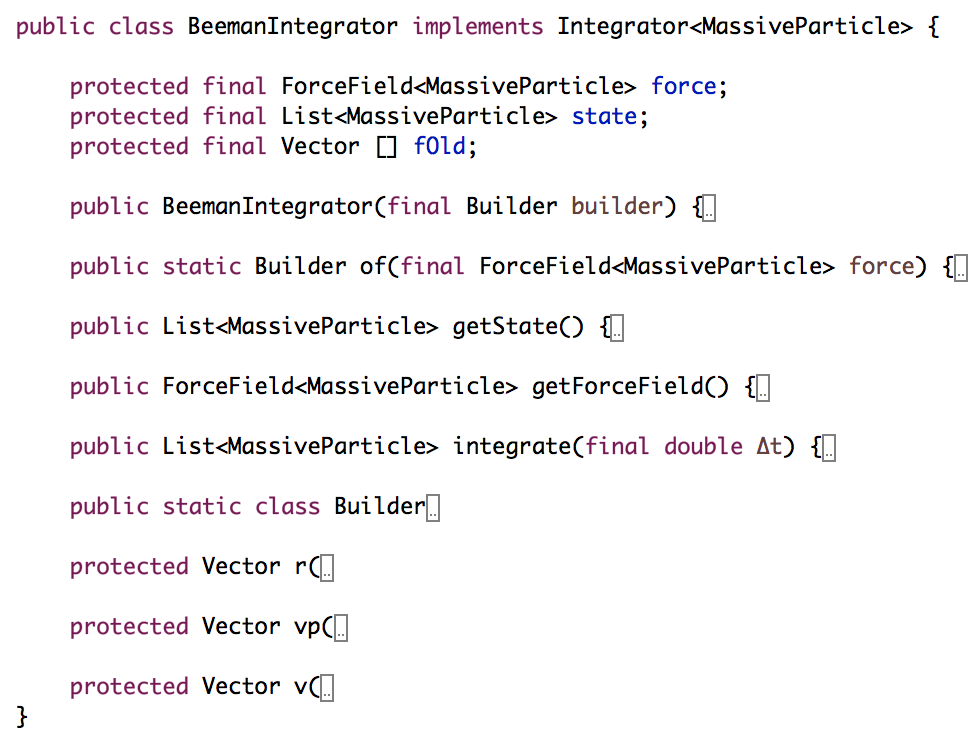 public class BeemanIntegrator implements Integrator<MassiveParticle> {
protected final ForceField<MassiveParticle> force;
protected final List<MassiveParticle> state;
protected final Vector [] fOld;
public BeemanIntegrator(final Builder builder) {..
public static Builder of(final ForceField<MassiveParticle> force) {..
public List<MassiveParticle> getState() {..
public ForceField<MassiveParticle> getForceField() {..
public List<MassiveParticle> integrate(final double Δt) {..
public static class Builder..
protected Vector r(..
protected Vector vp(..
protected Vector v(..
}